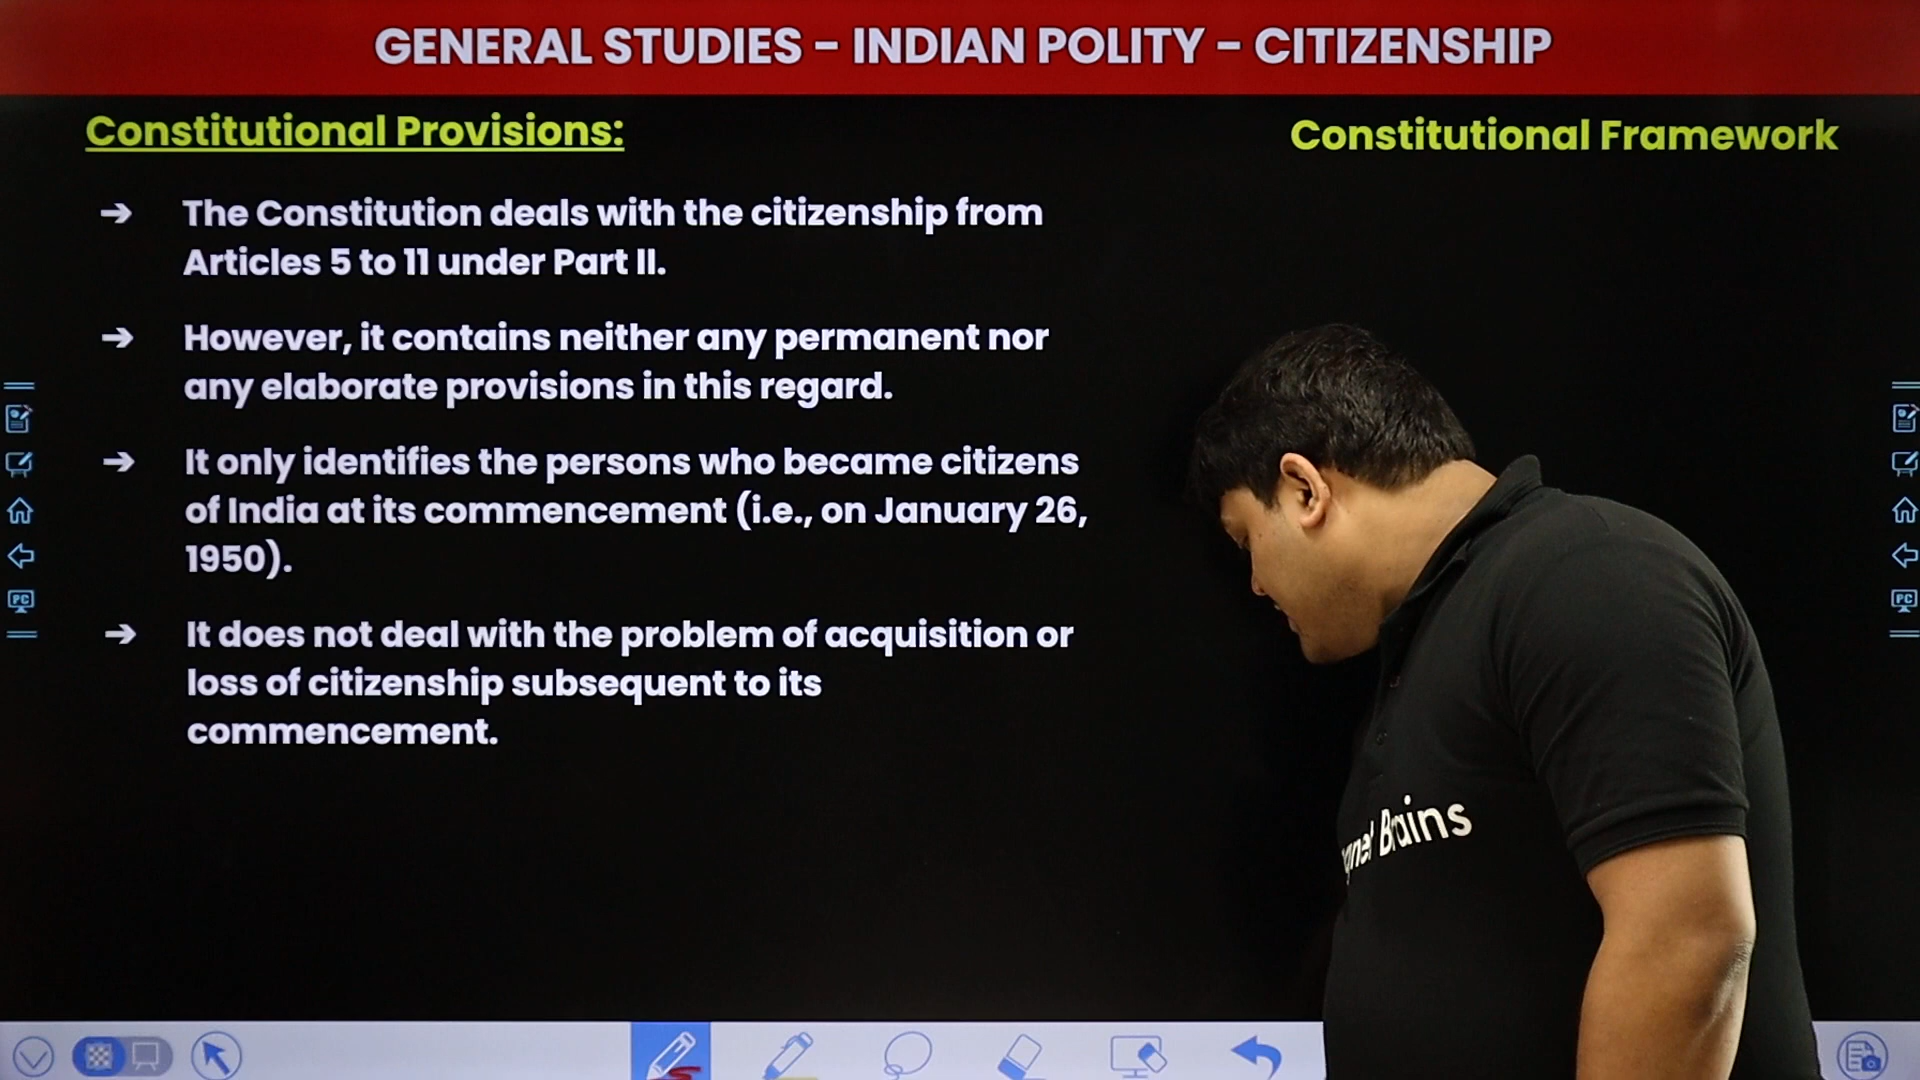 GENERAL STUDIES - INDIAN POLITY - CITIZENSHIP
Constitutional Provisions:
Constitutional Framework
➔ The Constitution deals with the citizenship from
Articles 5 to 11 under Part II.
➔ However, it contains neither any permanent nor
any elaborate provisions in this regard.
➔ It only identifies the persons who became citizens
of India at its commencement (i.e., on January 26,
1950).
➔ It does not deal with the problem of acquisition or
loss of citizenship subsequent to its
commencement.
Brains
PC
PC